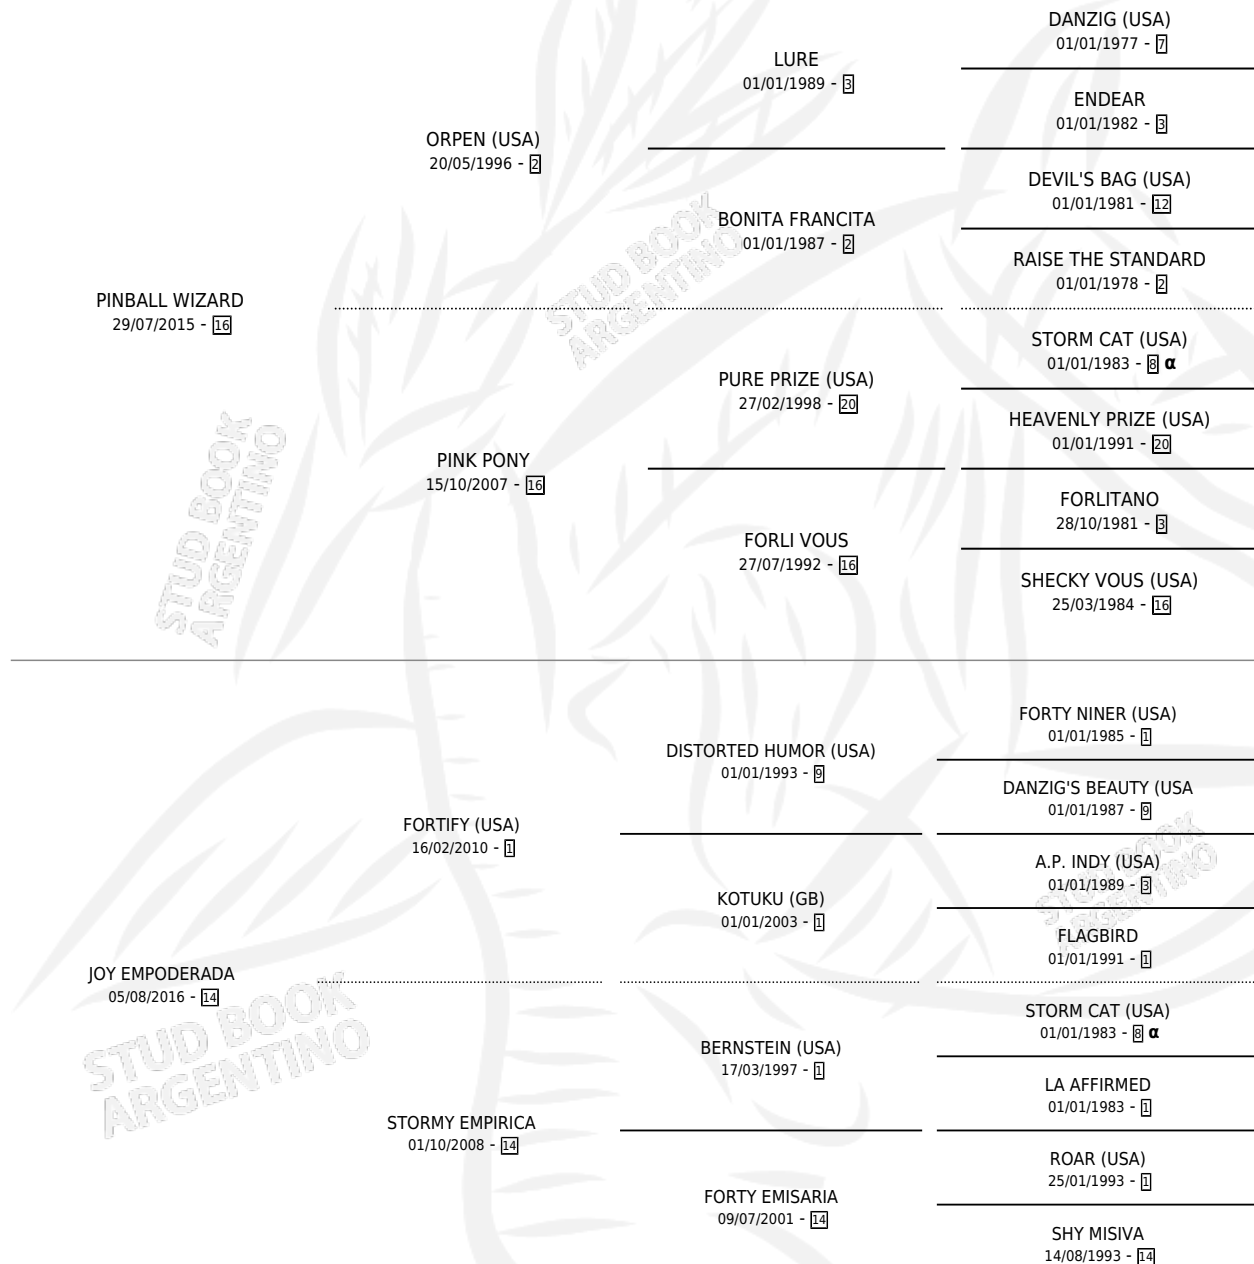 DANZIG (USA)
01/01/1977 - 7
LURE
01/01/1989 - 3
ENDEAR
01/01/1982 - 3
ORPEN (USA)
20/05/1996 - 2
DEVIL'S BAG (USA)
01/01/1981 - 12
BONITA FRANCITA
01/01/1987 - 2
RAISE THE STANDARD
01/01/1978 - 2
PINBALL WIZARD
29/07/2015 - 16
STORM CAT (USA)
01/01/1983 - 8 α
PURE PRIZE (USA)
27/02/1998 - 20
HEAVENLY PRIZE (USA)
01/01/1991 - 20
PINK PONY
15/10/2007 - 16
FORLITANO
28/10/1981 - 3
FORLI VOUS
27/07/1992 - 16
SHECKY VOUS (USA)
25/03/1984 - 16
FORTY NINER (USA)
01/01/1985 - 1
DISTORTED HUMOR (USA)
01/01/1993 - 9
DANZIG'S BEAUTY (USA
01/01/1987 - 9
FORTIFY (USA)
16/02/2010 - 1
A.P. INDY (USA)
01/01/1989 - 3
KOTUKU (GB)
01/01/2003 - 1
FLAGBIRD
01/01/1991 - 1
JOY EMPODERADA
05/08/2016 - 14
STORM CAT (USA)
01/01/1983 - 8 α
BERNSTEIN (USA)
17/03/1997 - 1
LA AFFIRMED
01/01/1983 - 1
STORMY EMPIRICA
01/10/2008 - 14
ROAR (USA)
25/01/1993 - 1
FORTY EMISARIA
09/07/2001 - 14
SHY MISIVA
14/08/1993 - 14
STUD BOOK
ARGENTINO
STUD BOOK
ARGENTINO
STUD BOOK
ARGENTINO
STUD BOOK
ARGENTINO